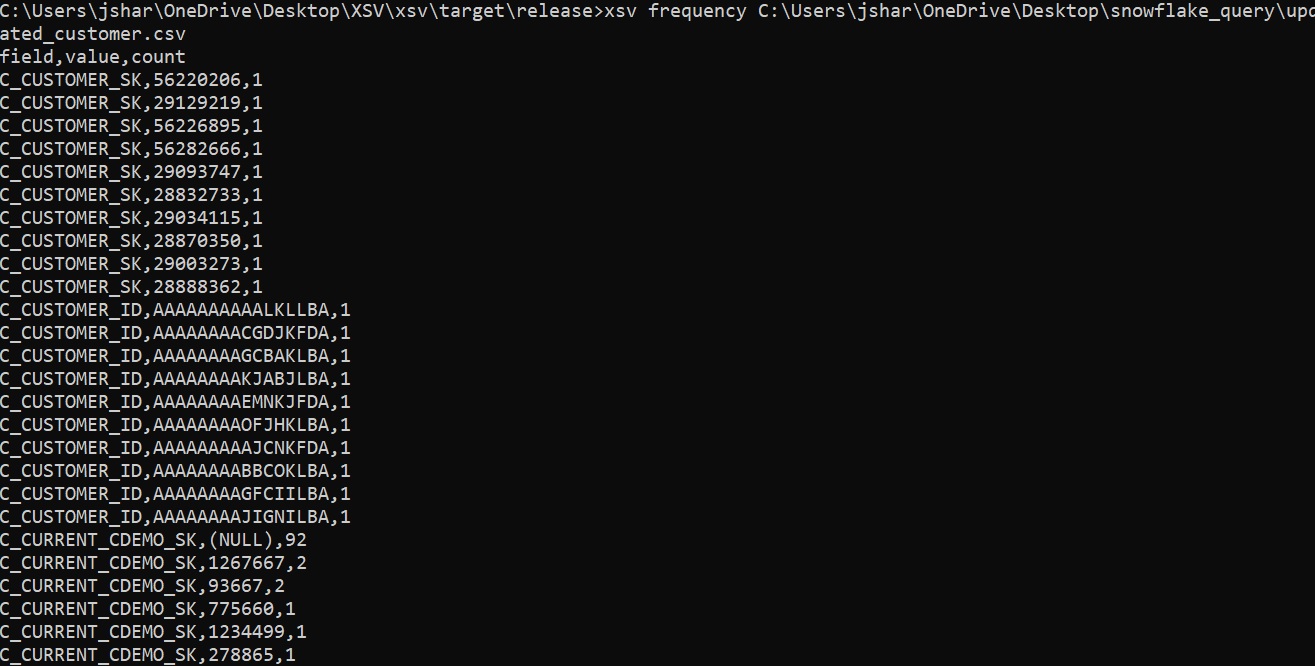 C:\Users\jshar\OneDrive\Desktop\XSV\xsv\target\release>xsv frequency C:\Users\jshar\OneDrive\Desktop\snowflake_query\upd
ated_customer.csv
field,value,count
C_CUSTOMER_SK,56220206,1
C_CUSTOMER_SK,29129219,1
C_CUSTOMER_SK,56226895,1
C_CUSTOMER_SK,56282666,1
C_CUSTOMER_SK,29093747,1
C_CUSTOMER_SK,28832733,1
C_CUSTOMER_SK,29034115,1
C_CUSTOMER_SK,28870350,1
C_CUSTOMER_SK,29003273,1
C_CUSTOMER_SK,28888362,1
C_CUSTOMER_ID,AAAAAAAAAALKLLBA,1
C_CUSTOMER_ID,AAAAAAAACGDJKFDA,1
C_CUSTOMER_ID,AAAAAAAAGCBAKLBA,1
C_CUSTOMER_ID,AAAAAAAAKJABJLBA,1
C_CUSTOMER_ID,AAAAAAAAEMNKJFDA,1
C_CUSTOMER_ID,AAAAAAAAOFJHKLBA,1
C_CUSTOMER_ID,AAAAAAAAAJCNKFDA,1
C_CUSTOMER_ID,AAAAAAAABBCOKLBA,1
C_CUSTOMER_ID,AAAAAAAAGFCIILBA,1
C_CUSTOMER_ID,AAAAAAAAJIGNILBA,1
C_CURRENT_CDEMO_SK,(NULL),92
C_CURRENT_CDEMO_SK,1267667,2
C_CURRENT_CDEMO_SK,93667,2
C_CURRENT_CDEMO_SK,775660,1
C_CURRENT_CDEMO_SK,1234499,1
C_CURRENT_CDEMO_SK,278865,1